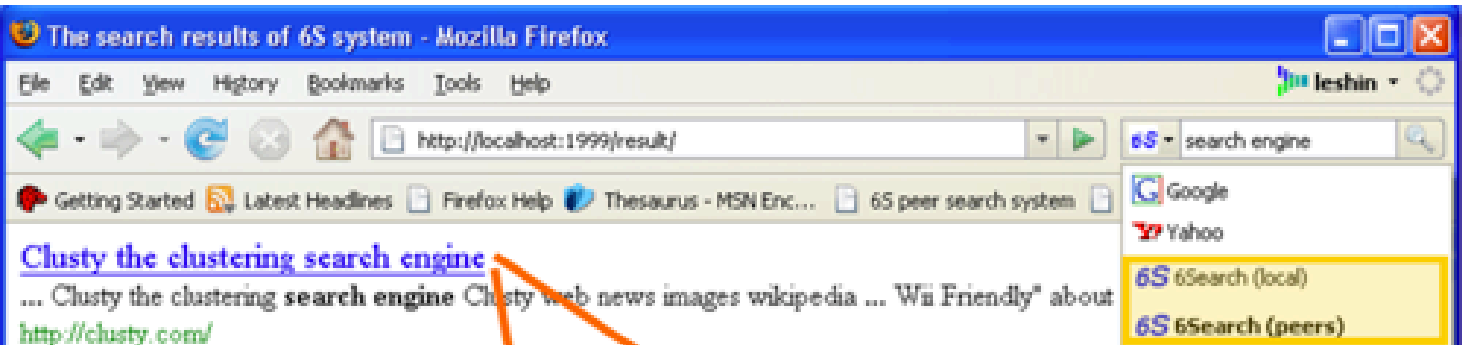 The search results of 6S system - Mozilla Firefox
File Edit View History Bookmarks Tools Help
leshin
http://localhost:1999/result/
6S search engine
Getting Started Latest Headlines Firefox Help Thesaurus - MSN Enc... 6S peer search system
G Google
Y! Yahoo
6S 6Search (local)
6S 6Search (peers)
Clusty the clustering search engine
... Clusty the clustering search engine Clusty web news images wikipedia ... Wii Friendly" about
http://clusty.com/